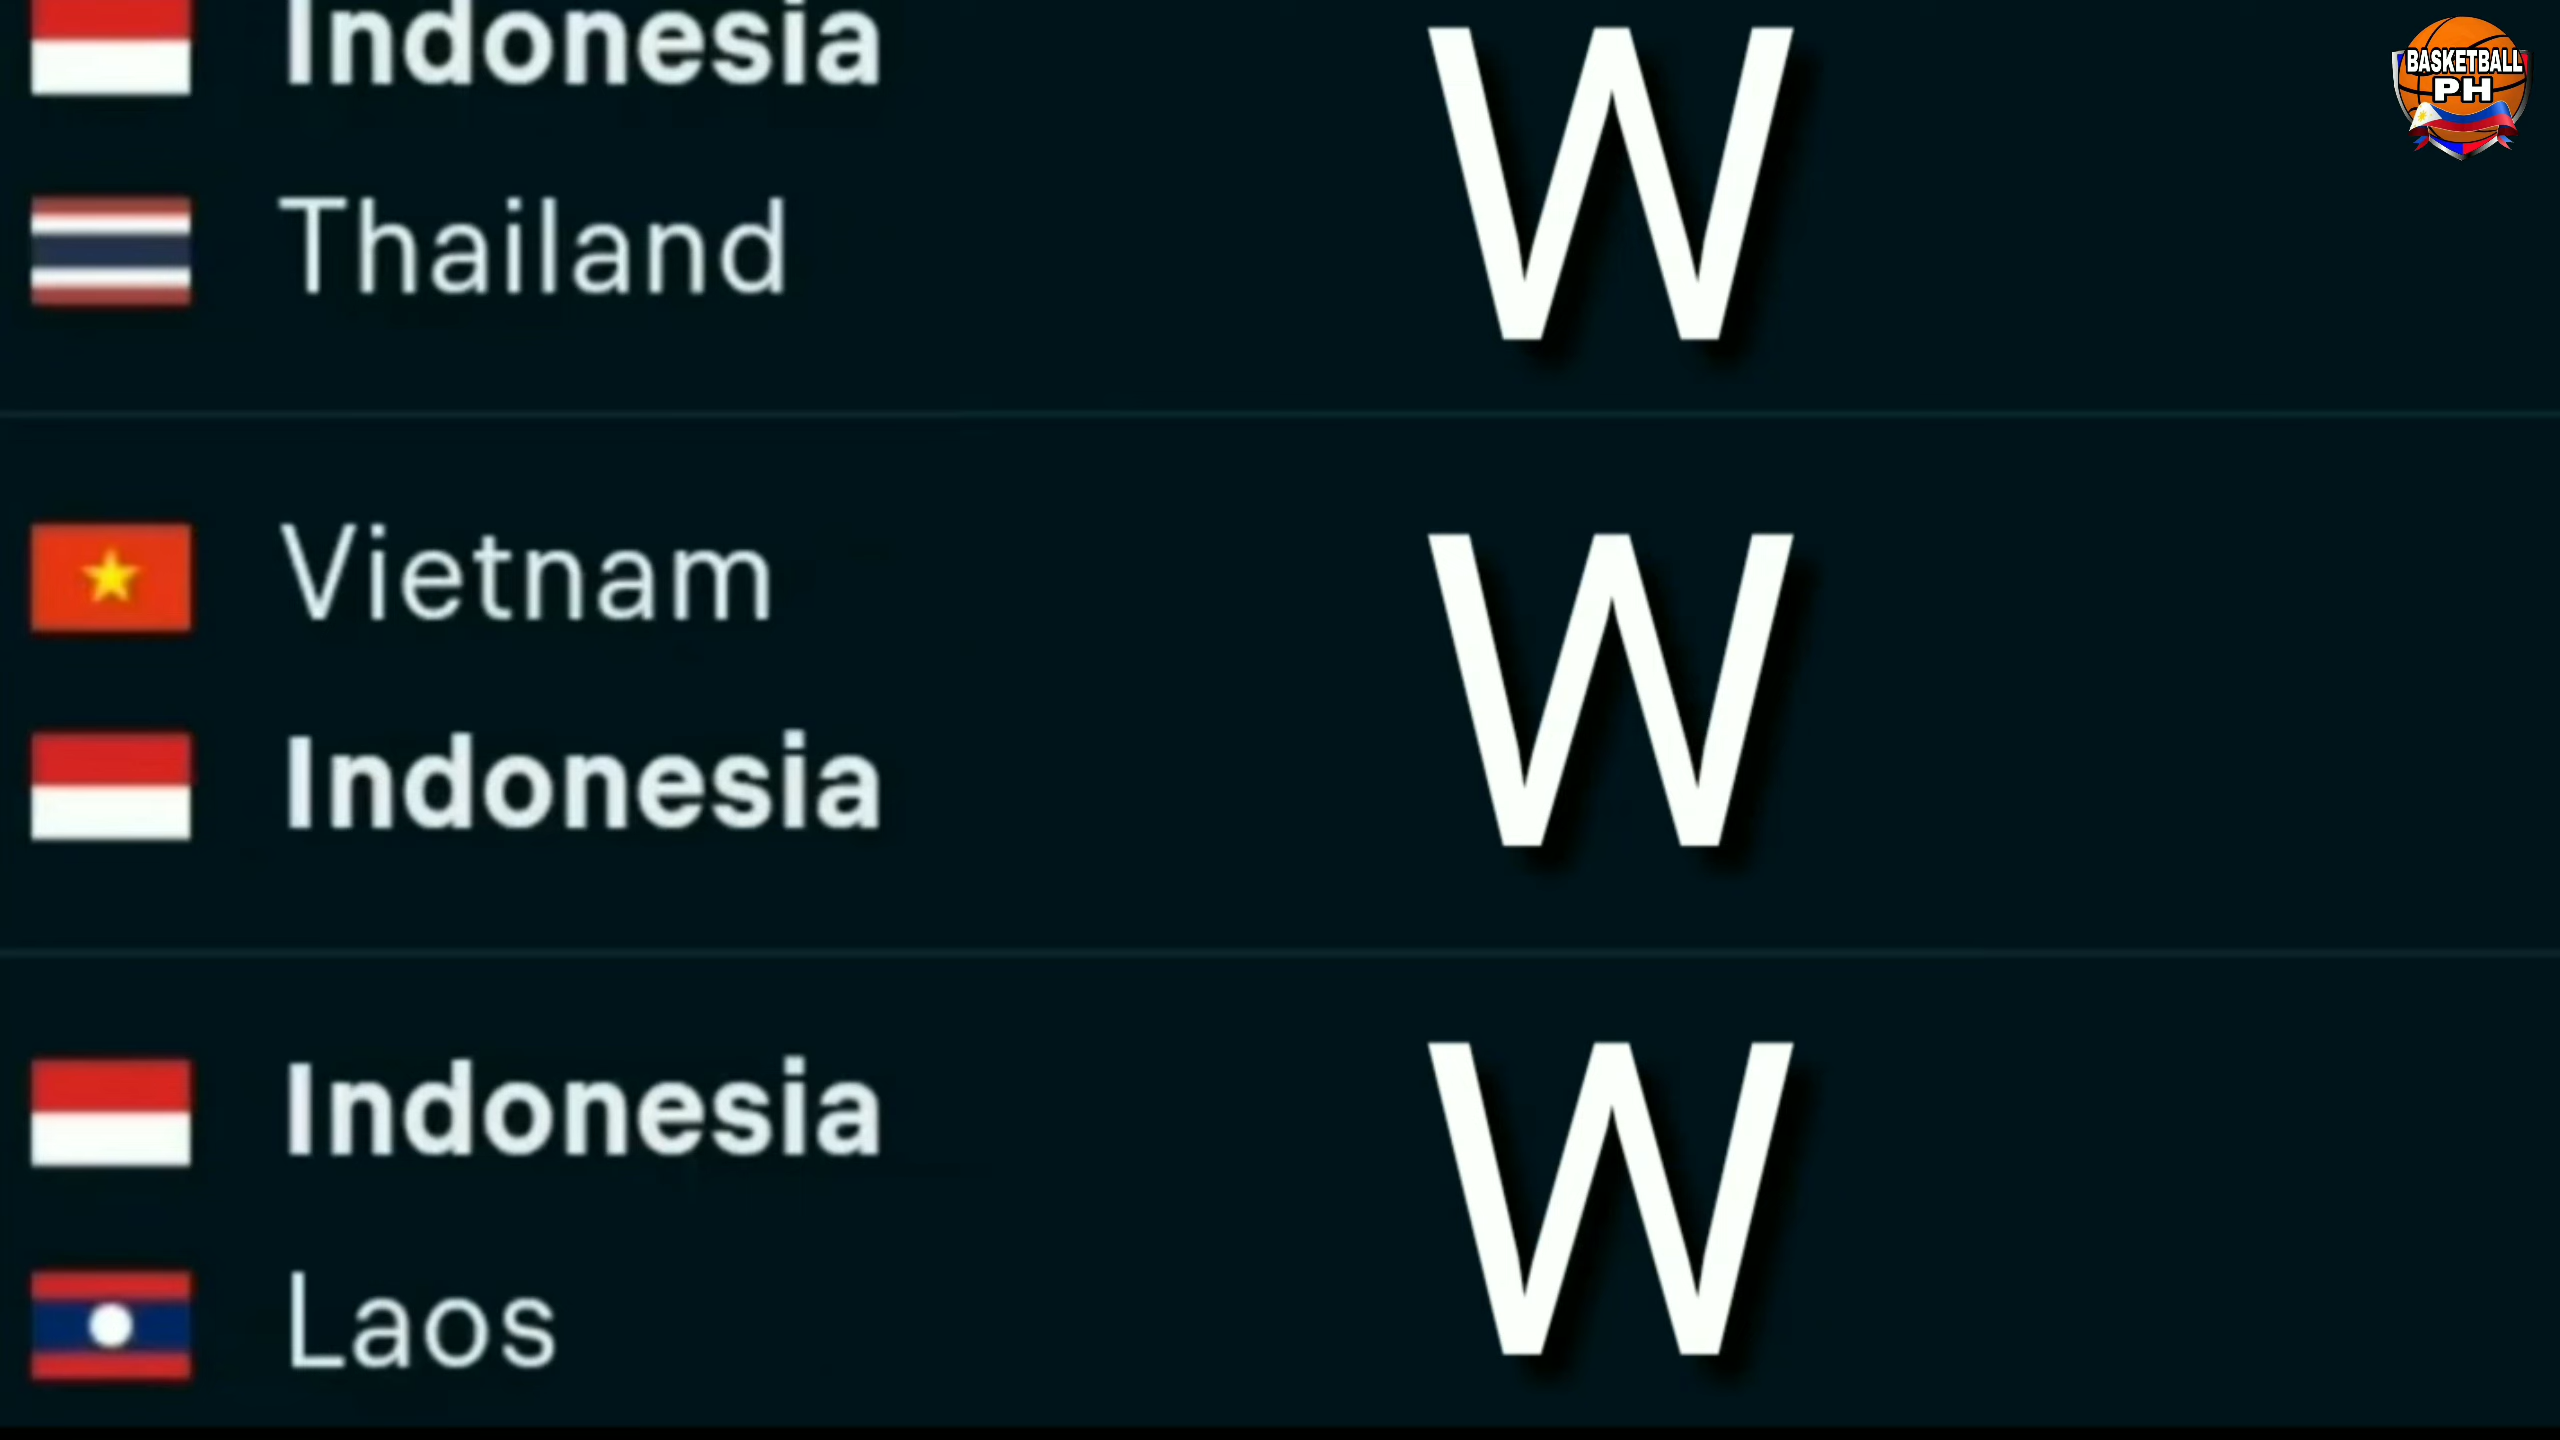 Indonesia
Thailand
W
Vietnam
Indonesia
W
Indonesia
Laos
W
BASKETBALL
PH